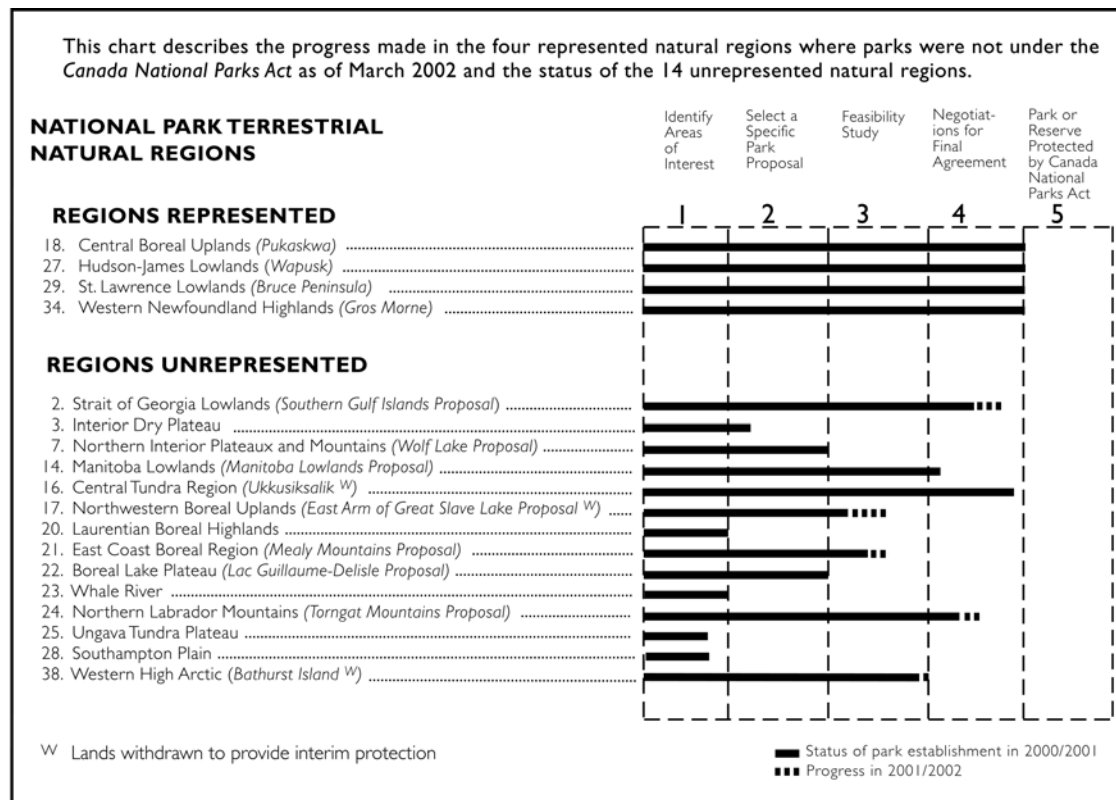 This chart describes the progress made in the four represented natural regions where parks were not under the
Canada National Parks Act as of March 2002 and the status of the 14 unrepresented natural regions.
NATIONAL PARK TERRESTRIAL
NATURAL REGIONS
Identify
Areas
of
Interest
Select a
Specific
Park
Proposal
Feasibility
Study
Negotiat-
ions for
Final
Agreement
Park or
Reserve
Protected
by Canada
National
Parks Act
REGIONS REPRESENTED
1 2 3 4 5
18. Central Boreal Uplands (Pukaskwa)
27. Hudson-James Lowlands (Wapusk)
29. St. Lawrence Lowlands (Bruce Peninsula)
34. Western Newfoundland Highlands (Gros Morne)
REGIONS UNREPRESENTED
2. Strait of Georgia Lowlands (Southern Gulf Islands Proposal)
3. Interior Dry Plateau
7. Northern Interior Plateaux and Mountains (Wolf Lake Proposal)
14. Manitoba Lowlands (Manitoba Lowlands Proposal)
16. Central Tundra Region (Ukkusiksalik W)
17. Northwestern Boreal Uplands (East Arm of Great Slave Lake Proposal W)
20. Laurentian Boreal Highlands
21. East Coast Boreal Region (Mealy Mountains Proposal)
22. Boreal Lake Plateau (Lac Guillaume-Delisle Proposal)
23. Whale River
24. Northern Labrador Mountains (Torngat Mountains Proposal)
25. Ungava Tundra Plateau
28. Southampton Plain
38. Western High Arctic (Bathurst Island W)
W Lands withdrawn to provide interim protection
Status of park establishment in 2000/2001
Progress in 2001/2002